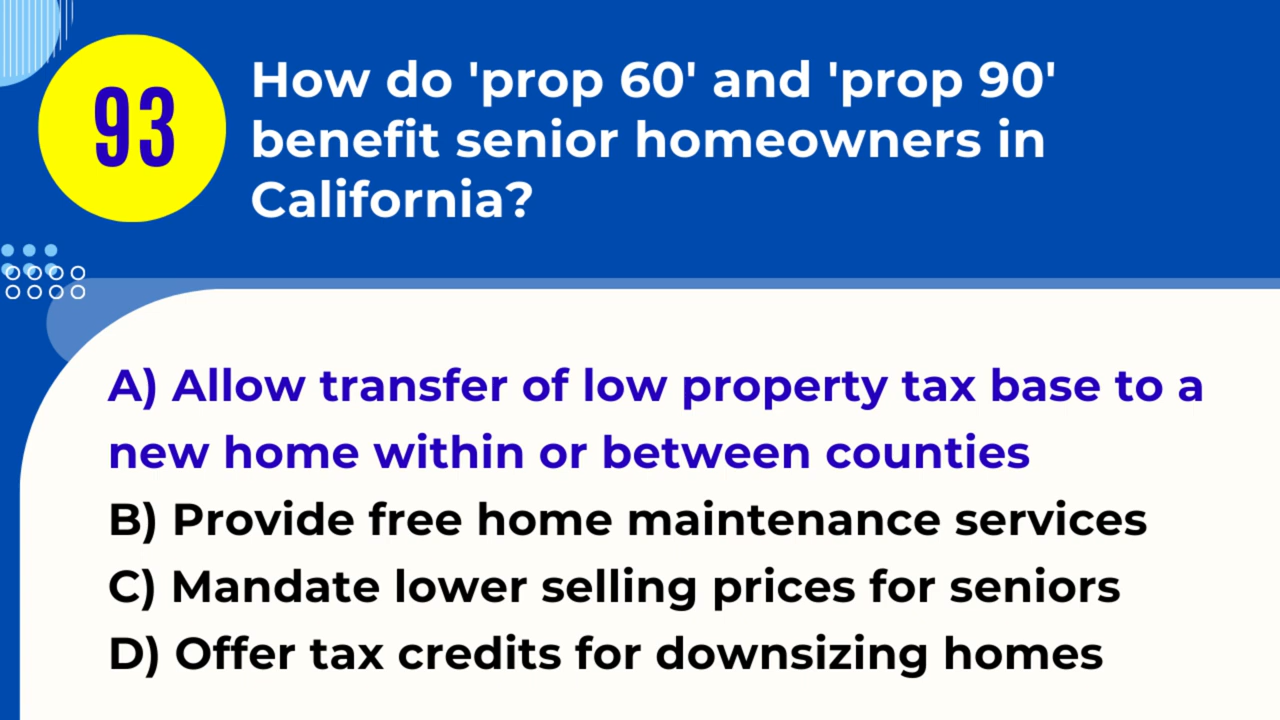 93
How do 'prop 60' and 'prop 90'
benefit senior homeowners in
California?
A) Allow transfer of low property tax base to a
new home within or between counties
B) Provide free home maintenance services
C) Mandate lower selling prices for seniors
D) Offer tax credits for downsizing homes